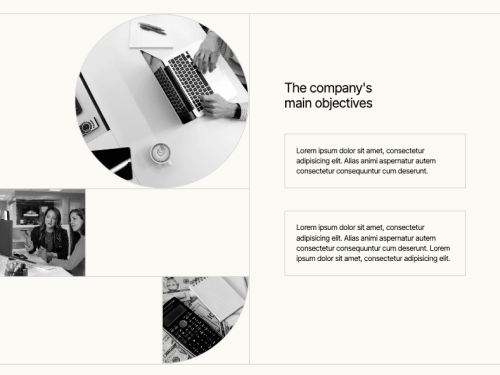 The company's
main objectives
Lorem ipsum dolor sit amet, consectetur
adipisicing elit. Alias animi aspernatur autem
consectetur consequuntur cum deserunt.
Lorem ipsum dolor sit amet, consectetur
adipisicing elit. Alias animi aspernatur autem
consectetur consequuntur cum deserunt. Lorem
ipsum dolor sit amet, consectetur adipisicing elit.